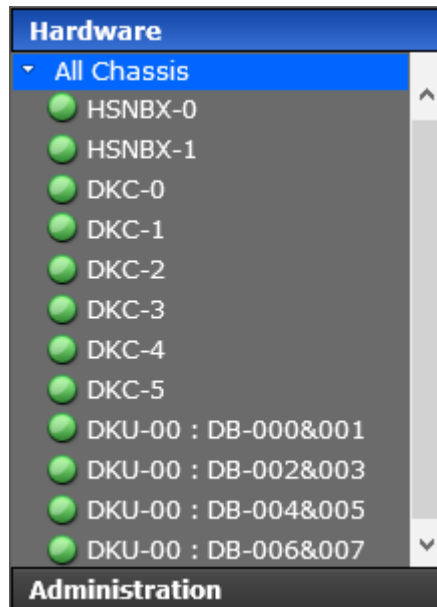 Hardware
All Chassis
HSNBX-0
HSNBX-1
DKC-0
DKC-1
DKC-2
DKC-3
DKC-4
DKC-5
DKU-00 : DB-000&001
DKU-00 : DB-002&003
DKU-00 : DB-004&005
DKU-00 : DB-006&007
Administration